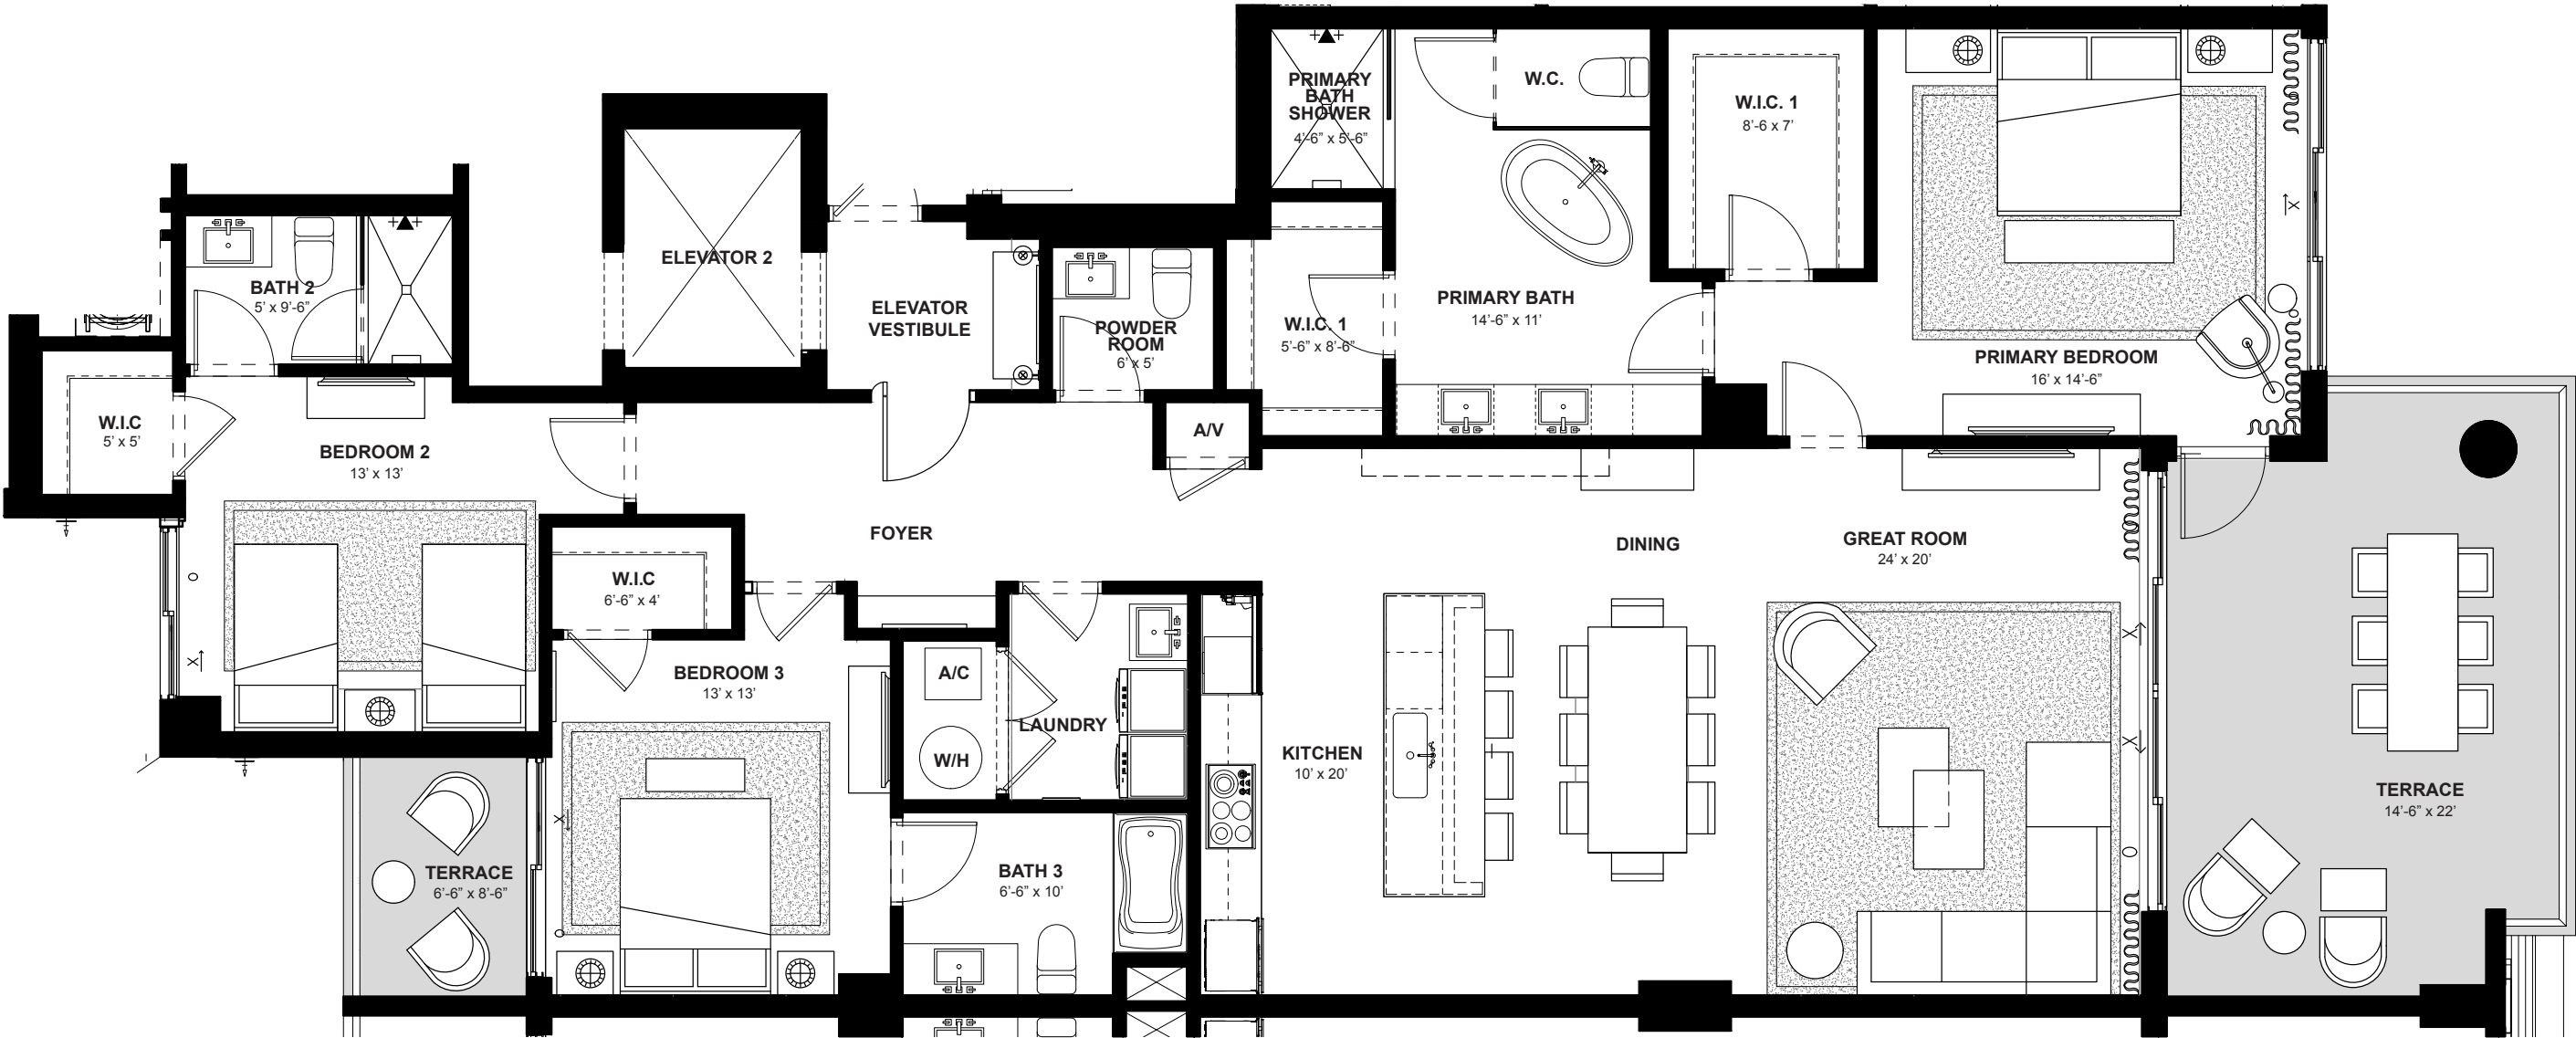 PRIMARY
BATH
SHOWER
4'-6" x 5'-6"
W.C.
W.I.C. 1
8'-6 x 7'
ELEVATOR 2
ELEVATOR
VESTIBULE
BATH 2
5' x 9'-6"
POWDER
ROOM
6' x 5'
W.I.C. 1
5'-6" x 8'-6"
PRIMARY BATH
14'-6" x 11'
PRIMARY BEDROOM
16' x 14'-6"
X
W.I.C
5' x 5'
BEDROOM 2
13' x 13'
A/V
FOYER
DINING
GREAT ROOM
24' x 20'
O
X
W.I.C
6'-6" x 4'
BEDROOM 3
13' x 13'
A/C
W/H
LAUNDRY
KITCHEN
10' x 20'
X
X
O
TERRACE
14'-6" x 22'
TERRACE
6'-6" x 8'-6"
X
O
BATH 3
6'-6" x 10'